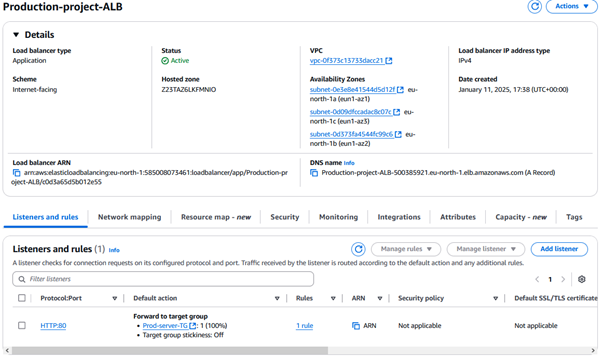 Production-project-ALB
Actions
Details
Load balancer type
Application
Status
Active
VPC
vpc-0f373c13733dacc21
Load balancer IP address type
IPv4
Scheme
Internet-facing
Hosted zone
Z23TAZ6LKFMNIO
Availability Zones
subnet-0e3e8e41544d5d12f eu-
north-1a (eun1-az1)
subnet-0d09dfccadac8c07c eu-
north-1c (eun1-az3)
subnet-0d373fa4544fc99c6 eu-
north-1b (eun1-az2)
Date created
January 11, 2025, 17:38 (UTC+00:00)
Load balancer ARN
arn:aws:elasticloadbalancing:eu-north-1:585008073461:loadbalancer/app/Production-pro
ject-ALB/c0d3a65d5b012e55
DNS name Info
Production-project-ALB-500385921.eu-north-1.elb.amazonaws.com (A Record)
Listeners and rules
Network mapping
Resource map - new
Security
Monitoring
Integrations
Attributes
Capacity - new
Tags
Listeners and rules (1) Info
Manage rules
Manage listener
Add listener
A listener checks for connection requests on its configured protocol and port. Traffic received by the listener is routed according to the default action and any additional rules.
Filter listeners
1
Protocol:Port
Default action
Rules
ARN
Security policy
Default SSL/TLS certificate
HTTP:80
Forward to target group
• Prod-server-TG : 1 (100%)
• Target group stickiness: Off
1 rule
ARN
Not applicable
Not applicable